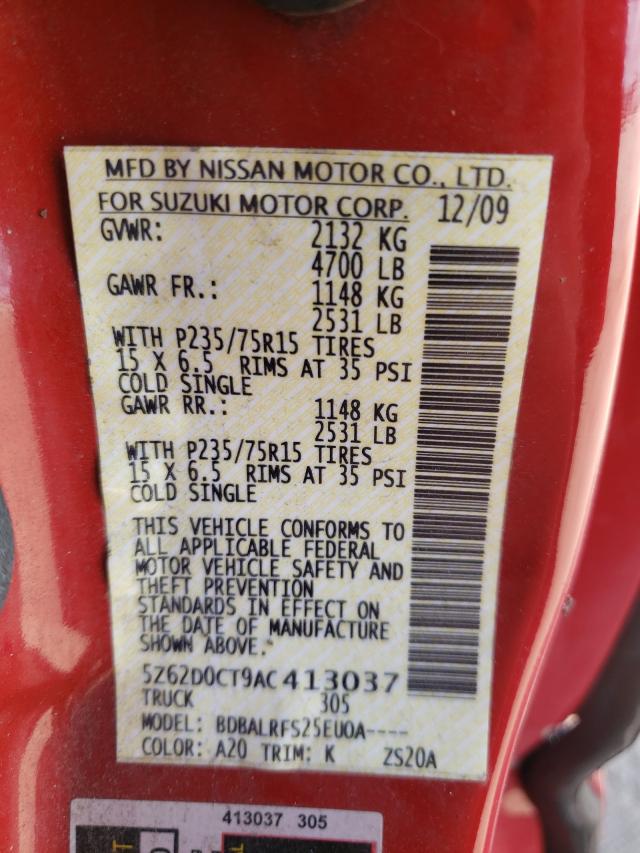 MFD BY NISSAN MOTOR CO., LTD.
FOR SUZUKI MOTOR CORP. 12/09
GVWR: 2132 KG
4700 LB
GAWR FR.: 1148 KG
2531 LB
WITH P235/75R15 TIRES
15 X 6.5 RIMS AT 35 PSI
COLD SINGLE
GAWR RR.: 1148 KG
2531 LB
WITH P235/75R15 TIRES
15 X 6.5 RIMS AT 35 PSI
COLD SINGLE
THIS VEHICLE CONFORMS TO
ALL APPLICABLE FEDERAL
MOTOR VEHICLE SAFETY AND
THEFT PREVENTION
STANDARDS IN EFFECT ON
THE DATE OF MANUFACTURE
SHOWN ABOVE.
5Z62D0CT9AC413037
TRUCK 305
MODEL: BDBALRFS25EU0A----
COLOR: A20 TRIM: K ZS20A
413037 305